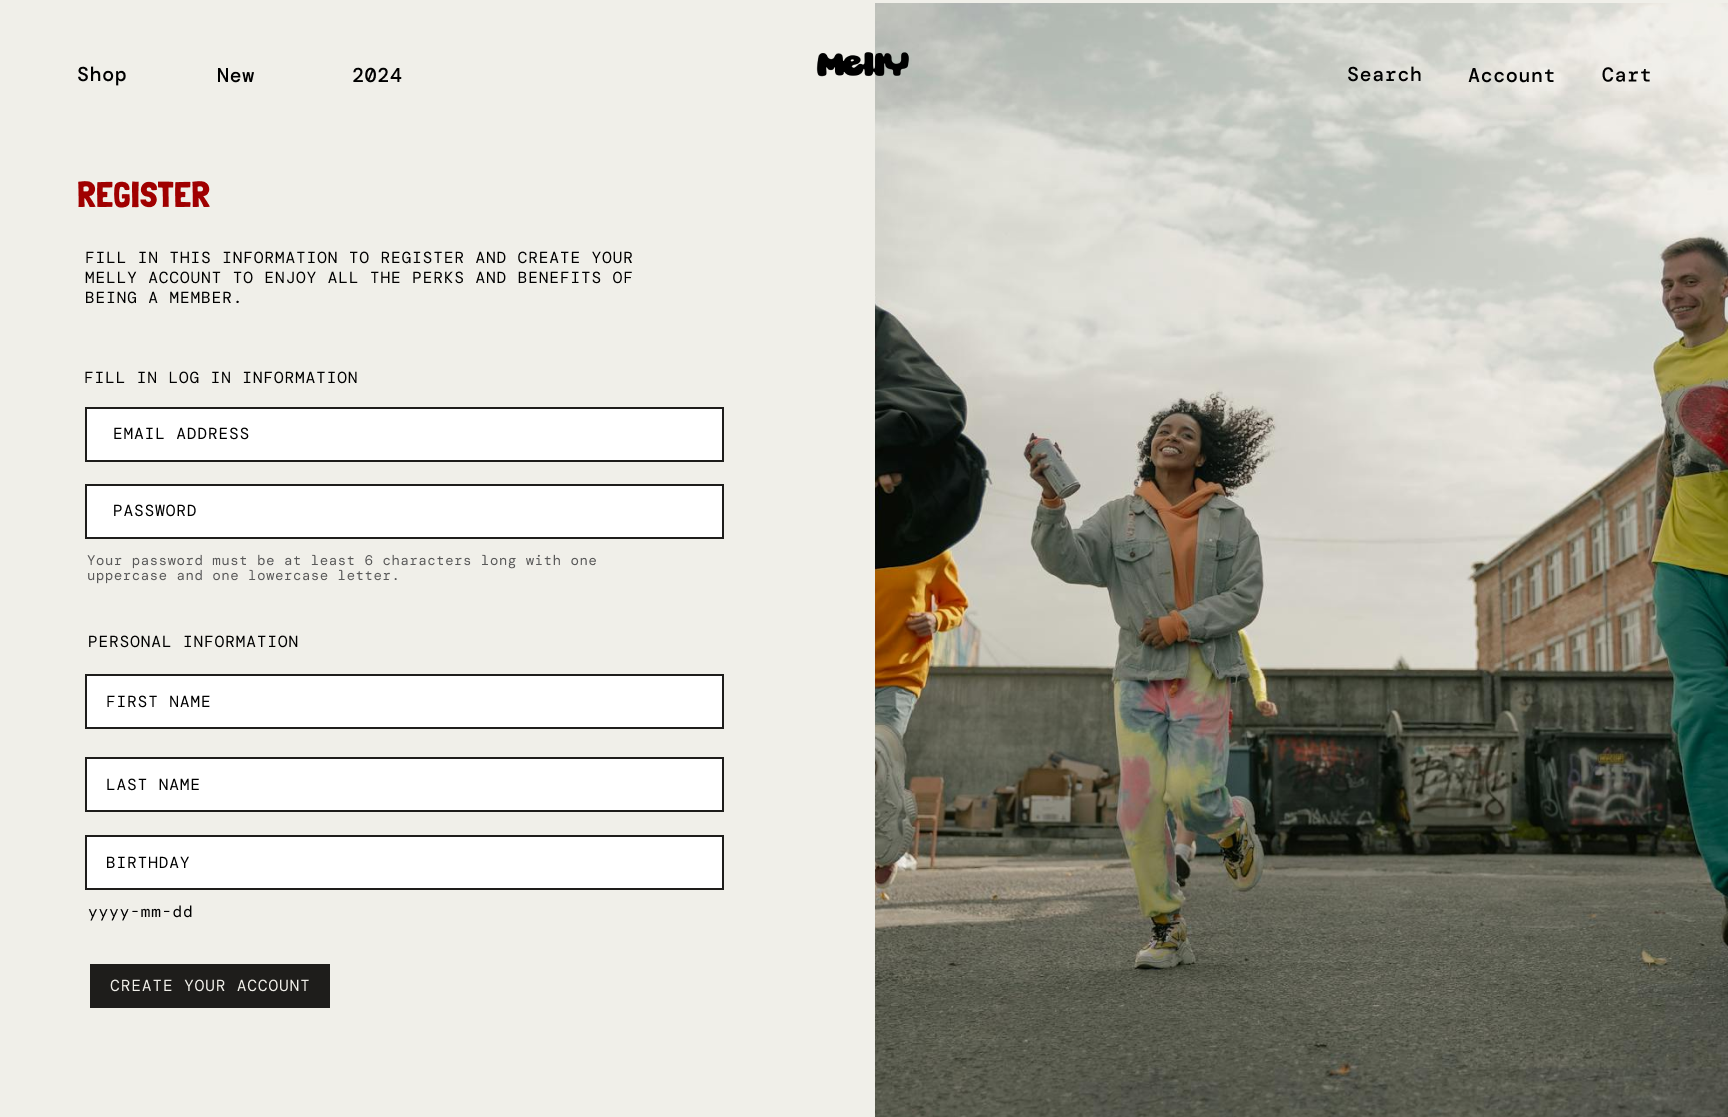 Shop New 2024 Melly Search Account Cart
REGISTER
FILL IN THIS INFORMATION TO REGISTER AND CREATE YOUR
MELLY ACCOUNT TO ENJOY ALL THE PERKS AND BENEFITS OF
BEING A MEMBER.
FILL IN LOG IN INFORMATION
EMAIL ADDRESS
PASSWORD
Your password must be at least 6 characters long with one
uppercase and one lowercase letter.
PERSONAL INFORMATION
FIRST NAME
LAST NAME
BIRTHDAY
yyyy-mm-dd
CREATE YOUR ACCOUNT